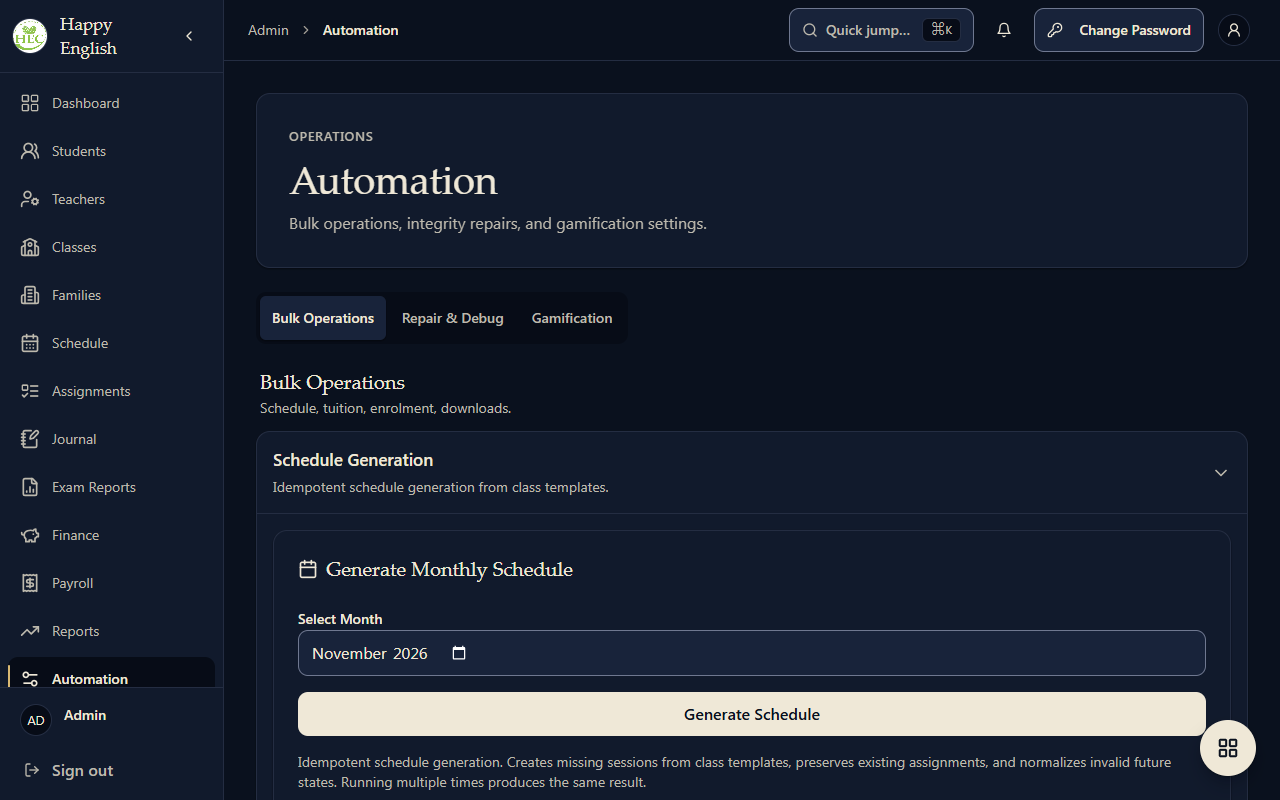 HEC
Happy
English
Admin
Automation
Quick jump...
⌘K
Change Password
Dashboard
Students
Teachers
Classes
Families
Schedule
Assignments
Journal
Exam Reports
Finance
Payroll
Reports
Automation
AD
Admin
Sign out
OPERATIONS
Automation
Bulk operations, integrity repairs, and gamification settings.
Bulk Operations
Repair & Debug
Gamification
Bulk Operations
Schedule, tuition, enrolment, downloads.
Schedule Generation
Idempotent schedule generation from class templates.
Generate Monthly Schedule
Select Month
November 2026
Generate Schedule
Idempotent schedule generation. Creates missing sessions from class templates, preserves existing assignments, and normalizes invalid future
states. Running multiple times produces the same result.